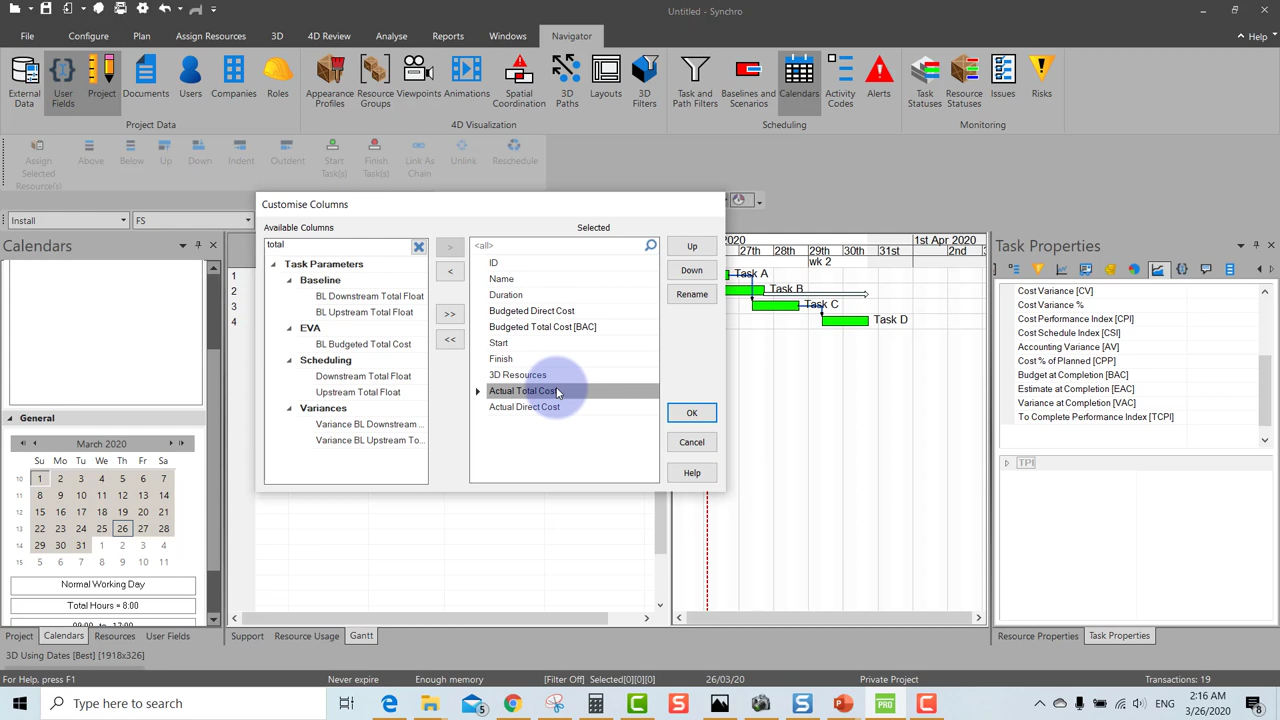 Untitled - Synchro
File Configure Plan Assign Resources 3D 4D Review Analyse Reports Windows Navigator Help
External Data User Fields Project Documents Users Companies Roles Appearance Profiles Resource Groups Viewpoints Animations Spatial Coordination 3D Paths Layouts 3D Filters Task and Path Filters Baselines and Scenarios Calendars Activity Codes Alerts Task Statuses Resource Statuses Issues Risks
Project Data 4D Visualization Scheduling Monitoring
Assign Selected Resource(s) Above Below Up Down Indent Outdent Start Task(s) Finish Task(s) Link As Chain Unlink Reschedule
Install FS
Calendars
Customise Columns
Available Columns Selected
total
Task Parameters
Baseline
BL Downstream Total Float
BL Upstream Total Float
EVA
BL Budgeted Total Cost
Scheduling
Downstream Total Float
Upstream Total Float
Variances
Variance BL Downstream ...
Variance BL Upstream To...
>
<
>>
<<
<all>
ID
Name
Duration
Budgeted Direct Cost
Budgeted Total Cost [BAC]
Start
Finish
3D Resources
Actual Total Cost
Actual Direct Cost
Up
Down
Rename
OK
Cancel
Help
1
2
3
4
2020 1st Apr 2020
27th 28th 29th 30th 31st 1st 2nd 3
wk 2
Task A
Task B
Task C
Task D
Task Properties
Cost Variance [CV]
Cost Variance %
Cost Performance Index [CPI]
Cost Schedule Index [CSI]
Accounting Variance [AV]
Cost % of Planned [CPP]
Budget at Completion [BAC]
Estimate at Completion [EAC]
Variance at Completion [VAC]
To Complete Performance Index [TCPI]
TPI
General
March 2020
Su Mo Tu We Th Fr Sa
10 1 2 3 4 5 6 7
11 8 9 10 11 12 13 14
12 15 16 17 18 19 20 21
13 22 23 24 25 26 27 28
14 29 30 31 1 2 3 4
15 5 6 7 8 9 10 11
Normal Working Day
Total Hours = 8:00
Project Calendars Resources User Fields Support Resource Usage Gantt Resource Properties Task Properties
3D Using Dates [Best] [1918x326]
For Help, press F1 Never expire Budgeted memory [Filter Off] Selected[0][0][0] 26/03/20 Private Project Transactions: 19
Type here to search 5 PRO 2:16 AM
3/26/2020 8